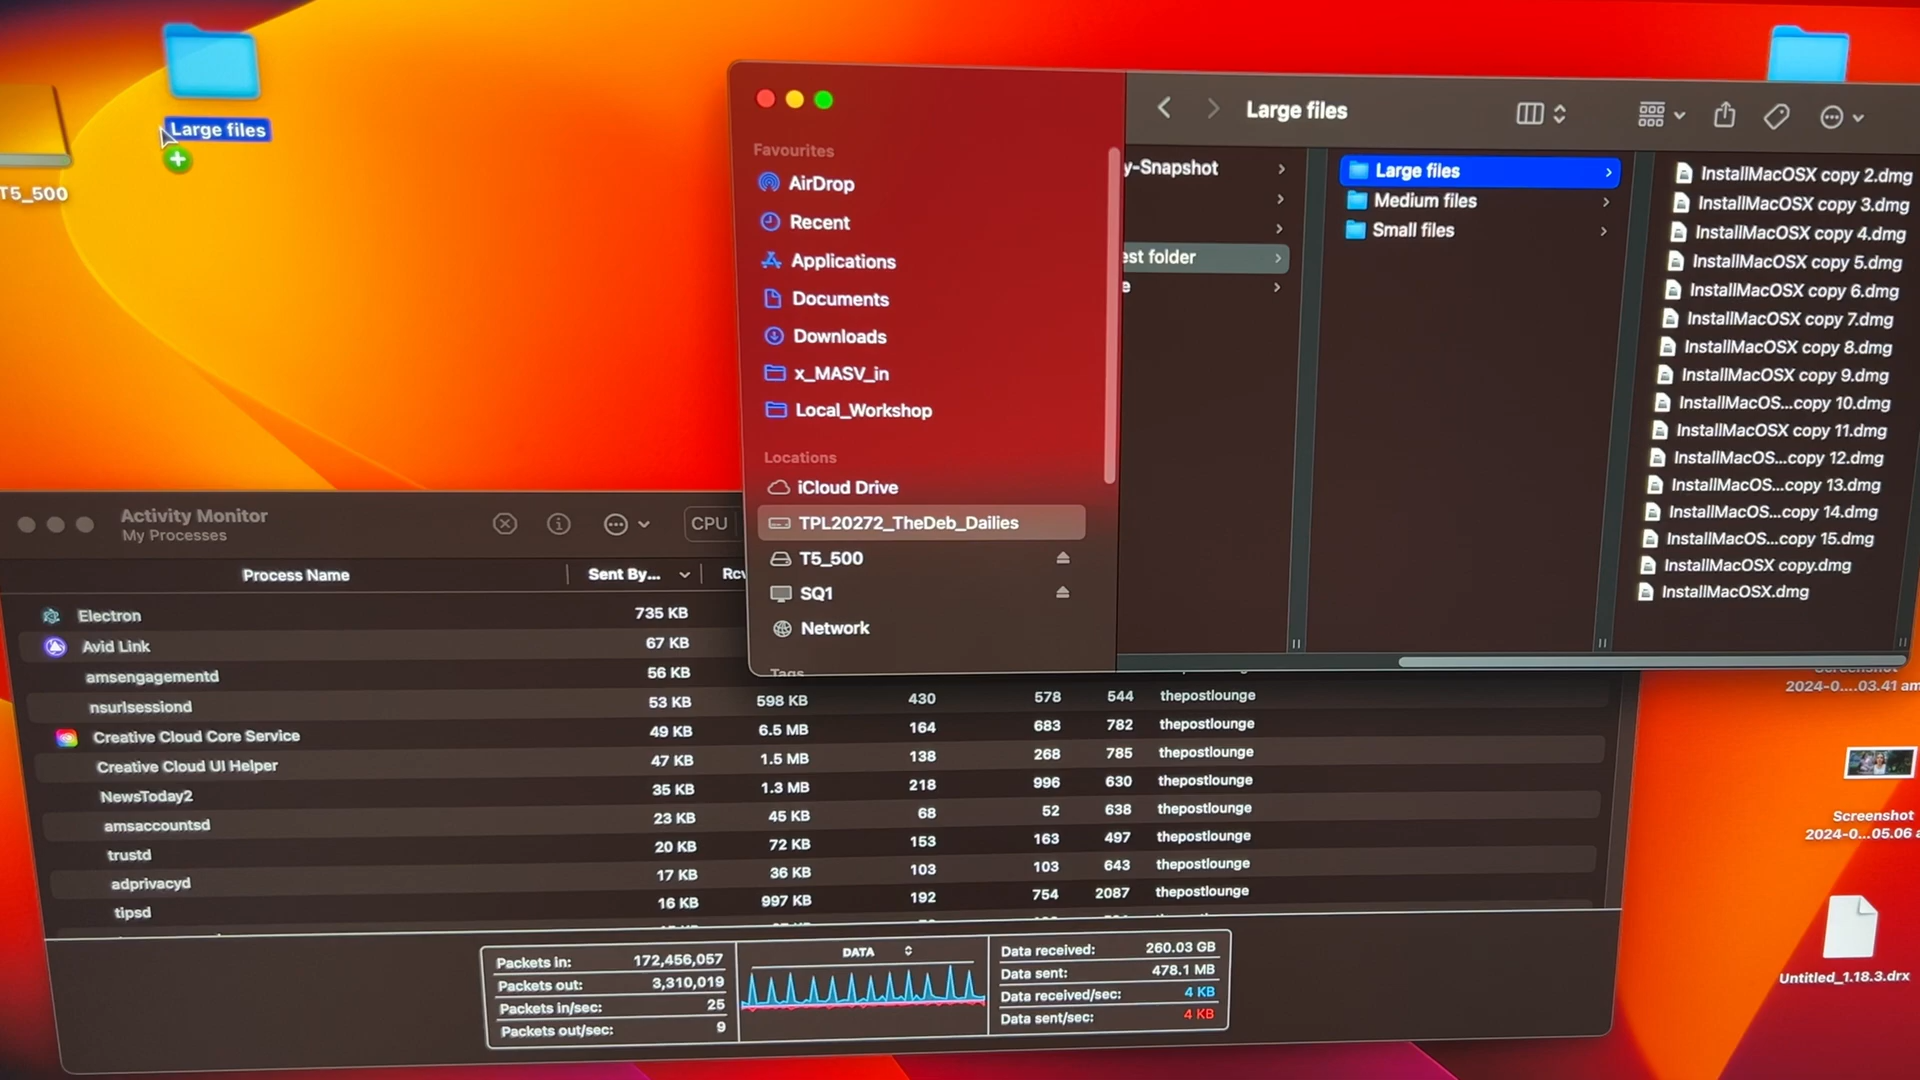 Large files
T5_500
Large files
Favourites
AirDrop
Recent
Applications
Documents
Downloads
x_MASV_in
Local_Workshop
Locations
iCloud Drive
TPL20272_TheDeb_Dailies
T5_500
SQ1
Network
Tags
y-Snapshot
est folder
e
Large files
Medium files
Small files
InstallMacOSX copy 2.dmg
InstallMacOSX copy 3.dmg
InstallMacOSX copy 4.dmg
InstallMacOSX copy 5.dmg
InstallMacOSX copy 6.dmg
InstallMacOSX copy 7.dmg
InstallMacOSX copy 8.dmg
InstallMacOSX copy 9.dmg
InstallMacOS...copy 10.dmg
InstallMacOSX copy 11.dmg
InstallMacOS...copy 12.dmg
InstallMacOS...copy 13.dmg
InstallMacOS...copy 14.dmg
InstallMacOS...copy 15.dmg
InstallMacOSX copy.dmg
InstallMacOSX.dmg
Activity Monitor
My Processes
CPU
Process Name Sent By... Rcv
Electron 735 KB
Avid Link 67 KB
amsengagementd 56 KB
nsurlsessiond 53 KB 598 KB 430 578 544 thepostlounge
Creative Cloud Core Service 49 KB 6.5 MB 164 683 782 thepostlounge
Creative Cloud UI Helper 47 KB 1.5 MB 138 268 785 thepostlounge
NewsToday2 35 KB 1.3 MB 218 996 630 thepostlounge
amsaccountsd 23 KB 45 KB 68 52 638 thepostlounge
trustd 20 KB 72 KB 153 163 497 thepostlounge
adprivacyd 17 KB 36 KB 103 103 643 thepostlounge
tipsd 16 KB 997 KB 192 754 2087 thepostlounge
Packets in: 172,456,057
Packets out: 3,310,019
Packets in/sec: 25
Packets out/sec: 9
DATA
Data received: 260.03 GB
Data sent: 478.1 MB
Data received/sec: 4 KB
Data sent/sec: 4 KB
Screenshot
2024-0....03.41 am
Screenshot
2024-0...05.06 a
Untitled_1.18.3.drx